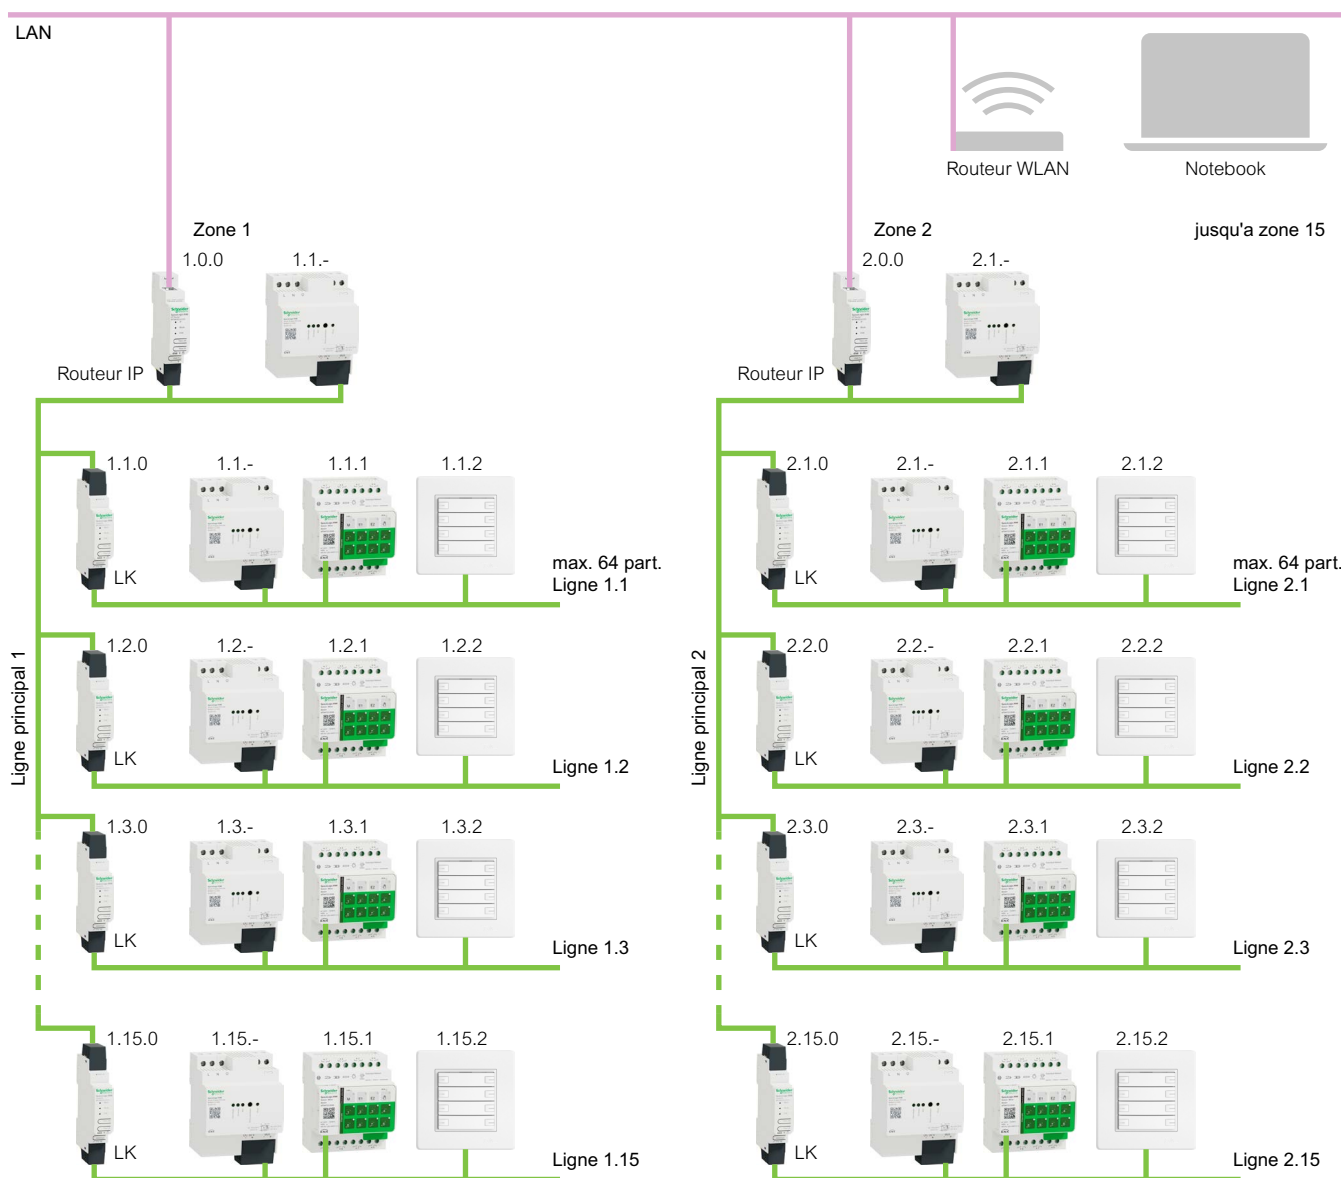 LAN
Routeur WLAN
Notebook
Zone 1
Zone 2
jusqu'a zone 15
1.0.0
1.1.-
2.0.0
2.1.-
Routeur IP
Routeur IP
1.1.0
1.1.-
1.1.1
1.1.2
2.1.0
2.1.-
2.1.1
2.1.2
LK
max. 64 part.
Ligne 1.1
LK
max. 64 part.
Ligne 2.1
1.2.0
1.2.-
1.2.1
1.2.2
2.2.0
2.2.-
2.2.1
2.2.2
Ligne principal 1
LK
Ligne 1.2
Ligne principal 2
LK
Ligne 2.2
1.3.0
1.3.-
1.3.1
1.3.2
2.3.0
2.3.-
2.3.1
2.3.2
LK
Ligne 1.3
LK
Ligne 2.3
1.15.0
1.15.-
1.15.1
1.15.2
2.15.0
2.15.-
2.15.1
2.15.2
LK
Ligne 1.15
LK
Ligne 2.15